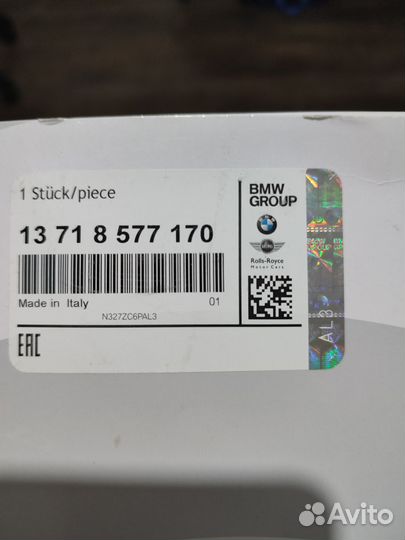 1 Stück/piece
BMW
GROUP
13 71 8 577 170
Rolls-Royce
Motor Cars
Made in Italy
01
N327ZC6PAL3
EAC
ALB
Avito